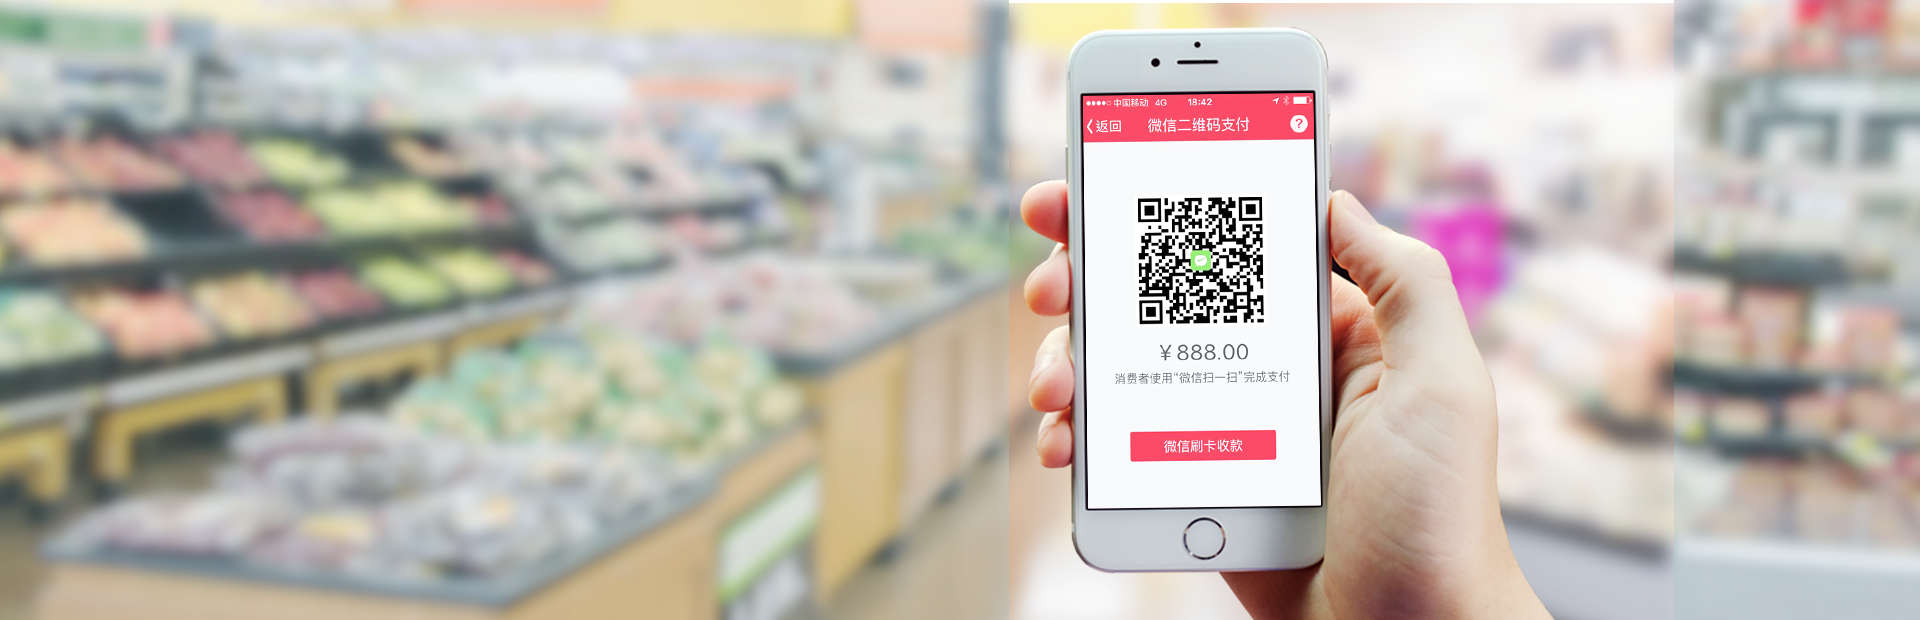 中国移动 4G 18:42
返回 微信二维码支付 ?
¥888.00
消费者使用“微信扫一扫”完成支付
微信刷卡收款